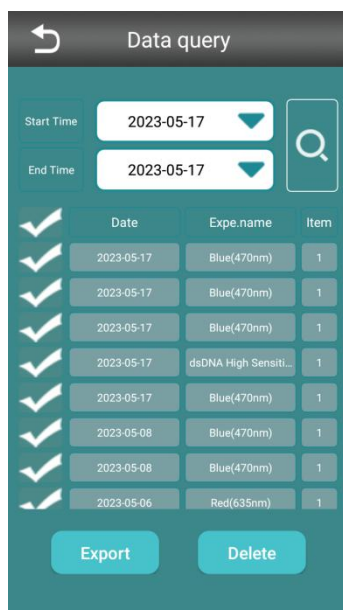 Data query
Start Time 2023-05-17
End Time 2023-05-17
Date Expe.name Item
2023-05-17 Blue(470nm) 1
2023-05-17 Blue(470nm) 1
2023-05-17 Blue(470nm) 1
2023-05-17 dsDNA High Sensiti... 1
2023-05-17 Blue(470nm) 1
2023-05-08 Blue(470nm) 1
2023-05-08 Blue(470nm) 1
2023-05-06 Red(635nm) 1
Export Delete